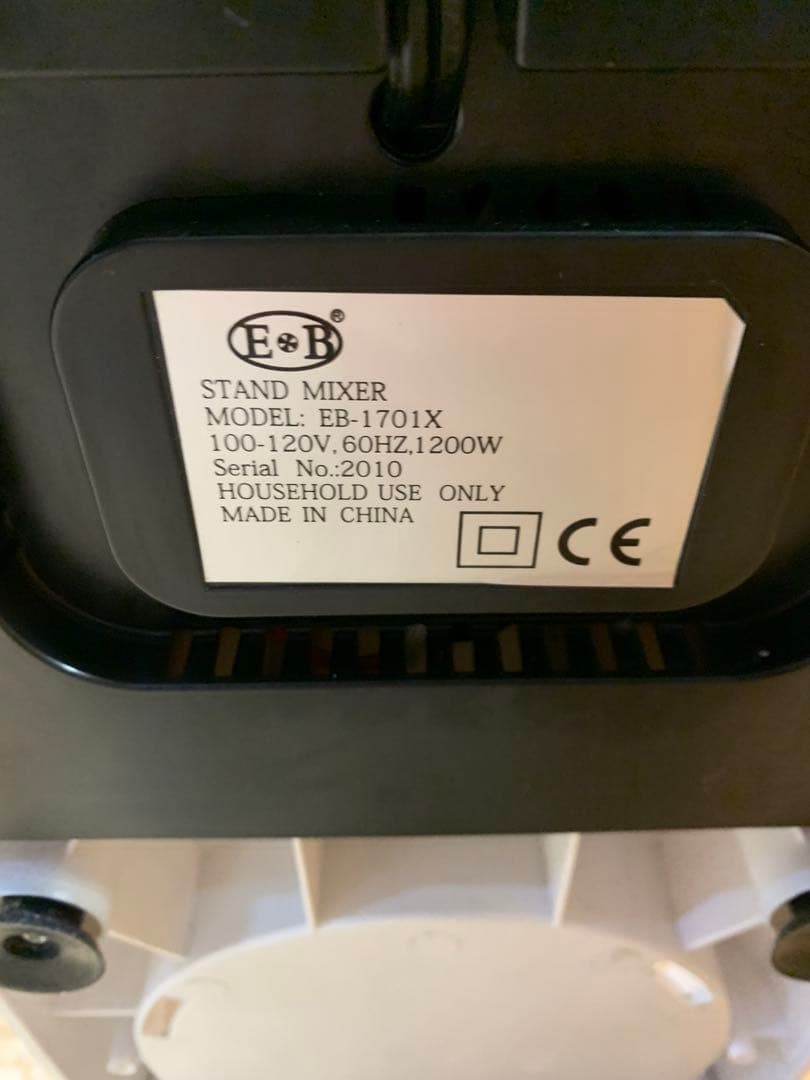 E B ®
STAND MIXER
MODEL: EB-1701X
100-120V, 60HZ,1200W
Serial No.:2010
HOUSEHOLD USE ONLY
MADE IN CHINA
CE